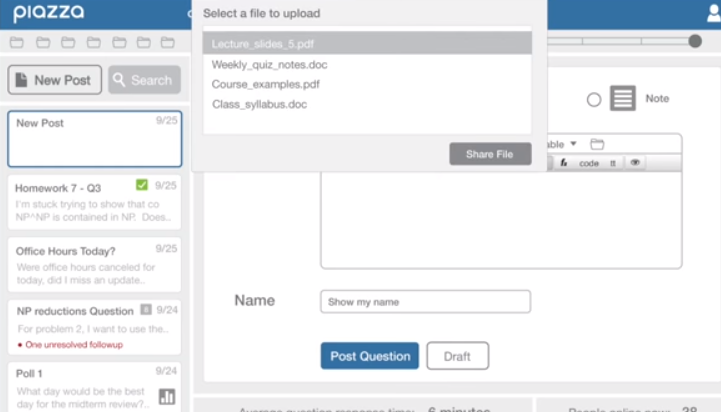 piazza
Select a file to upload
Lecture_slides_5.pdf
Weekly_quiz_notes.doc
Course_examples.pdf
Class_syllabus.doc
Share File
New Post
Search
Note
New Post 9/25
Homework 7 - Q3 9/25
I'm stuck trying to show that co
NP^NP is contained in NP. Does..
Office Hours Today? 9/25
Were office hours canceled for
today, did I miss an update..
NP reductions Question 9/24
For problem 2, I want to use the..
• One unresolved followup
Poll 1 9/24
What day would be the best
day for the midterm review?..
fx code tt
Name
Show my name
Post Question
Draft
Average question response time: 6 minutes
People online now: 38